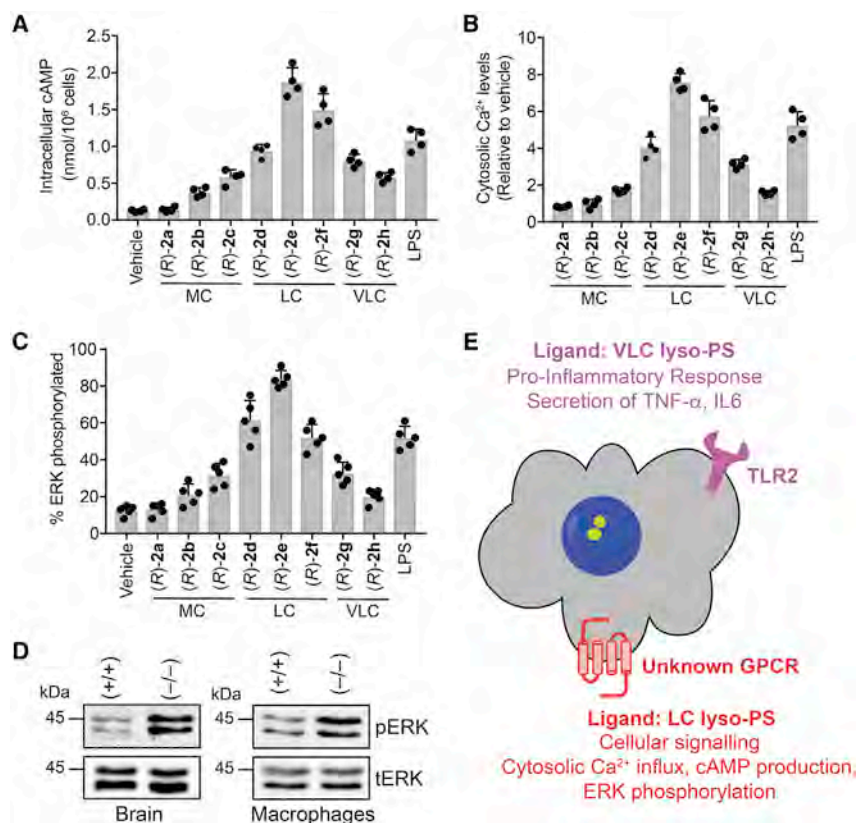 A
Intracellular cAMP
(nmol/10⁶ cells)
2.5
2.0
1.5
1.0
0.5
0.0
Vehicle
(R)-2a
(R)-2b
(R)-2c
(R)-2d
(R)-2e
(R)-2f
(R)-2g
(R)-2h
LPS
MC
LC
VLC
B
Cytosolic Ca²⁺ levels
(Relative to vehicle)
10
8
6
4
2
0
(R)-2a
(R)-2b
(R)-2c
(R)-2d
(R)-2e
(R)-2f
(R)-2g
(R)-2h
LPS
MC
LC
VLC
C
% ERK phosphorylated
100
80
60
40
20
0
Vehicle
(R)-2a
(R)-2b
(R)-2c
(R)-2d
(R)-2e
(R)-2f
(R)-2g
(R)-2h
LPS
MC
LC
VLC
D
(+/+)
(−/−)
(+/+)
(−/−)
kDa
kDa
45
45
pERK
tERK
45
45
Brain
Macrophages
E
Ligand: VLC lyso-PS
Pro-Inflammatory Response
Secretion of TNF-α, IL6
TLR2
Unknown GPCR
Ligand: LC lyso-PS
Cellular signalling
Cytosolic Ca²⁺ influx, cAMP production,
ERK phosphorylation